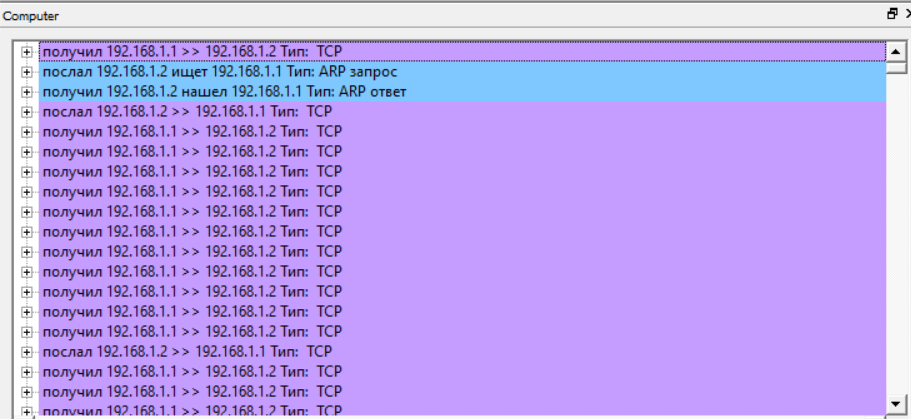 Computer
получил 192.168.1.1 >> 192.168.1.2 Тип: TCP
послал 192.168.1.2 ищет 192.168.1.1 Тип: ARP запрос
получил 192.168.1.2 нашел 192.168.1.1 Тип: ARP ответ
послал 192.168.1.2 >> 192.168.1.1 Тип: TCP
получил 192.168.1.1 >> 192.168.1.2 Тип: TCP
получил 192.168.1.1 >> 192.168.1.2 Тип: TCP
получил 192.168.1.1 >> 192.168.1.2 Тип: TCP
получил 192.168.1.1 >> 192.168.1.2 Тип: TCP
получил 192.168.1.1 >> 192.168.1.2 Тип: TCP
получил 192.168.1.1 >> 192.168.1.2 Тип: TCP
получил 192.168.1.1 >> 192.168.1.2 Тип: TCP
получил 192.168.1.1 >> 192.168.1.2 Тип: TCP
получил 192.168.1.1 >> 192.168.1.2 Тип: TCP
получил 192.168.1.1 >> 192.168.1.2 Тип: TCP
получил 192.168.1.1 >> 192.168.1.2 Тип: TCP
послал 192.168.1.2 >> 192.168.1.1 Тип: TCP
получил 192.168.1.1 >> 192.168.1.2 Тип: TCP
получил 192.168.1.1 >> 192.168.1.2 Тип: TCP
получил 192.168.1.1 >> 192.168.1.2 Тип: TCP